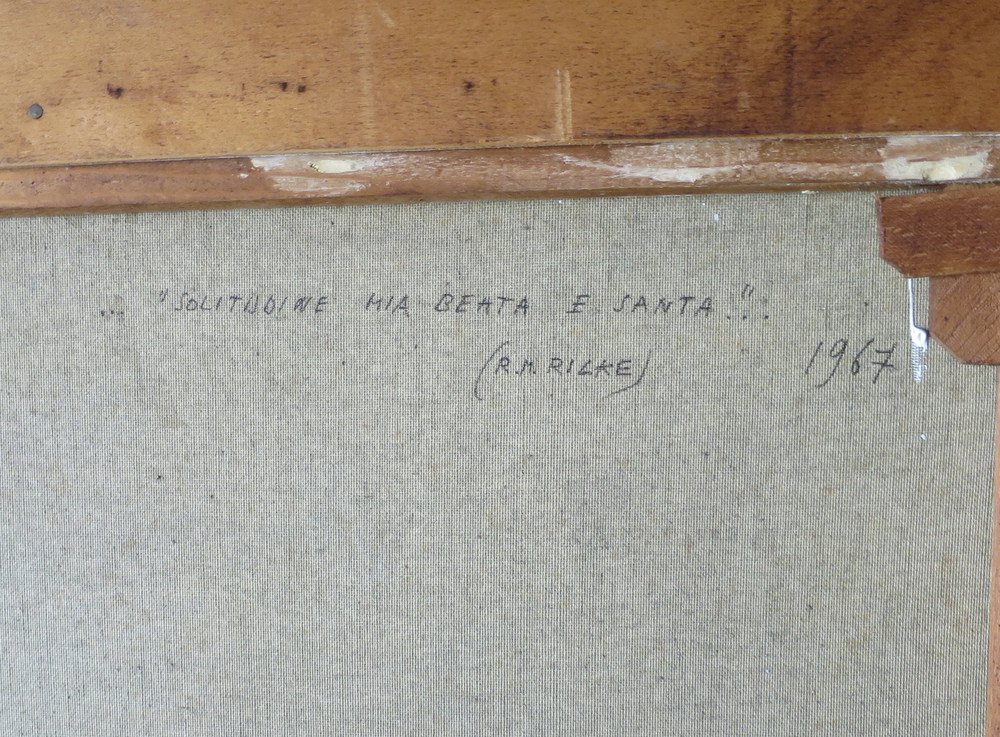 ... "SOLITUDINE MIA BEATA E SANTA"...
(R.M. RILKE) 1967